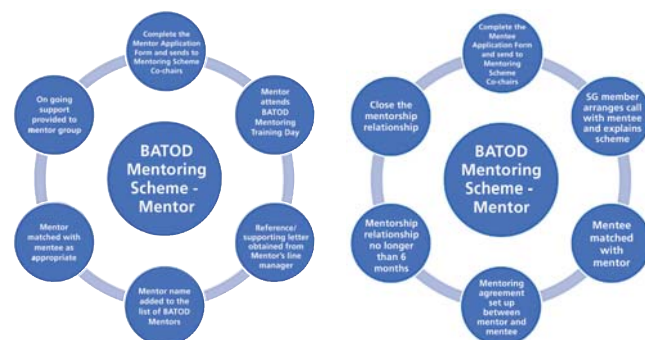 Complete the
Mentor Application
Form and sends to
Mentoring Scheme
Co-chairs
Mentor
attends
BATOD
Mentoring
Training Day
Reference/
supporting letter
obtained from
Mentor's line
manager
Mentor name
added to the
list of BATOD
Mentors
Mentor
matched with
mentee as
appropriate
On going
support
provided to
mentor group
BATOD
Mentoring
Scheme -
Mentor
Complete the
Mentee
Application Form
and send to
Mentoring
Scheme
Co-chairs
SG member
arranges call
with mentee
and explains
scheme
Mentee
matched
with
mentor
Mentoring
agreement
set up
between
mentor and
mentee
Mentorship
relationship
no longer
than 6
months
Close the
mentorship
relationship
BATOD
Mentoring
Scheme -
Mentor